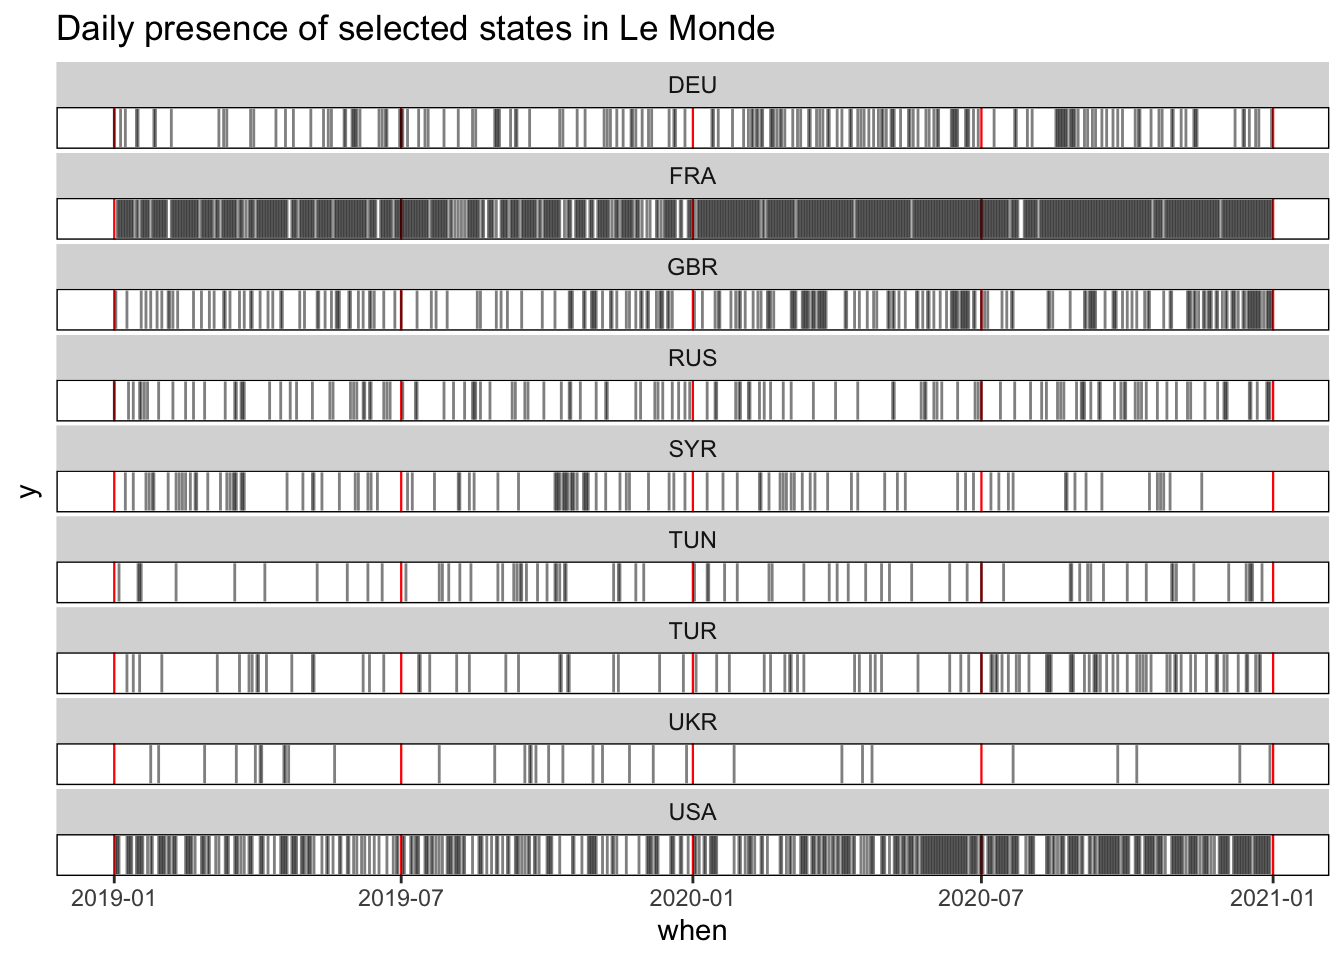 Daily presence of selected states in Le Monde
DEU
FRA
GBR
RUS
SYR
y
TUN
TUR
UKR
USA
2019-01 2019-07 2020-01 2020-07 2021-01
when